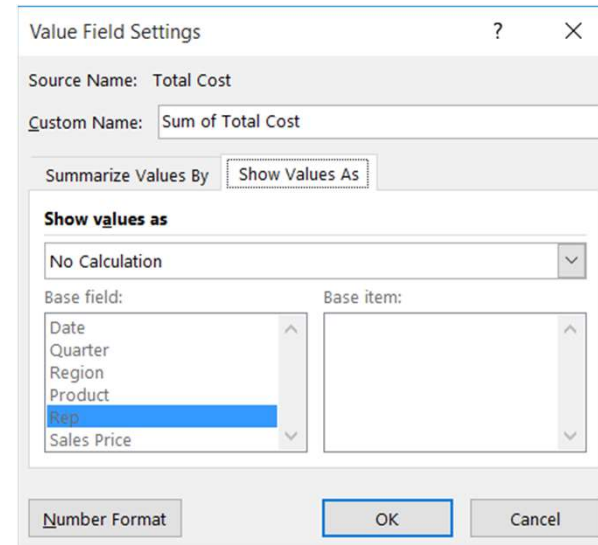 Value Field Settings ? X
Source Name: Total Cost
Custom Name: Sum of Total Cost
Summarize Values By Show Values As
Show values as
No Calculation
Base field: Base item:
Date
Quarter
Region
Product
Rep
Sales Price
Number Format OK Cancel